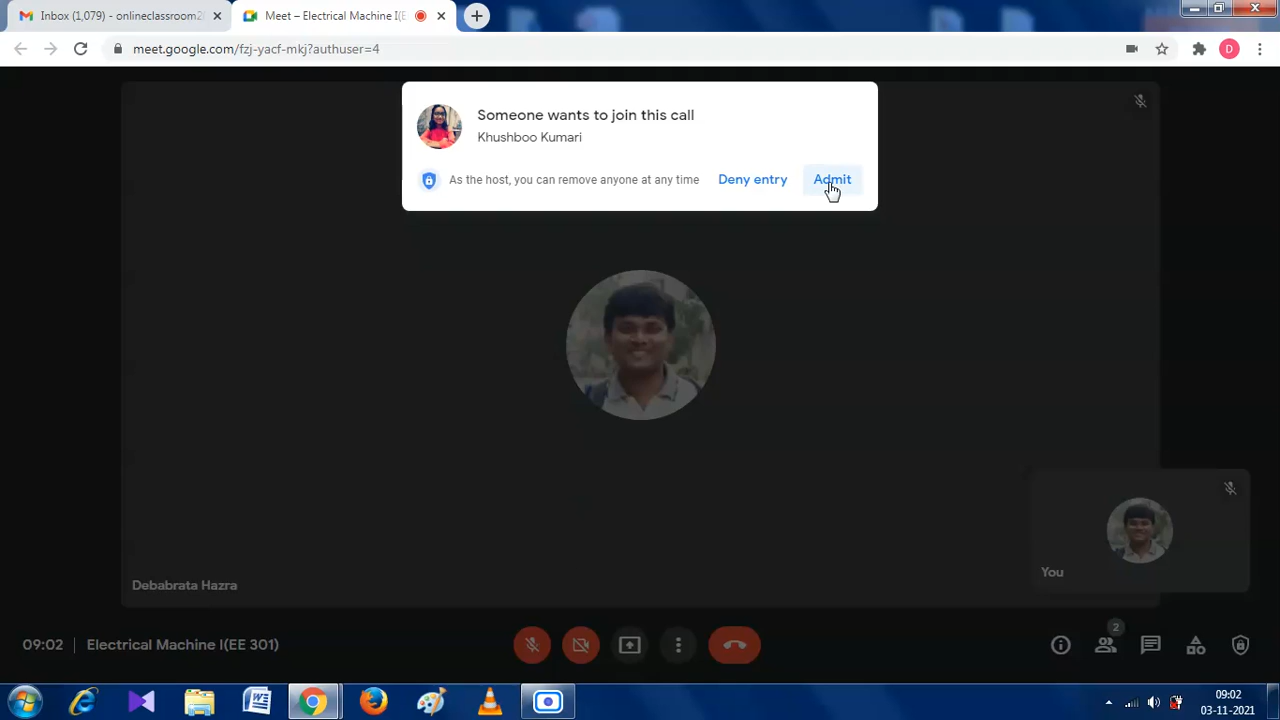 Inbox (1,079) - onlineclassroom2
Meet – Electrical Machine I(E
meet.google.com/fzj-yacf-mkj?authuser=4
D
Someone wants to join this call
Khushboo Kumari
As the host, you can remove anyone at any time
Deny entry
Admit
Debabrata Hazra
You
2
09:02 | Electrical Machine I(EE 301)
09:02
03-11-2021